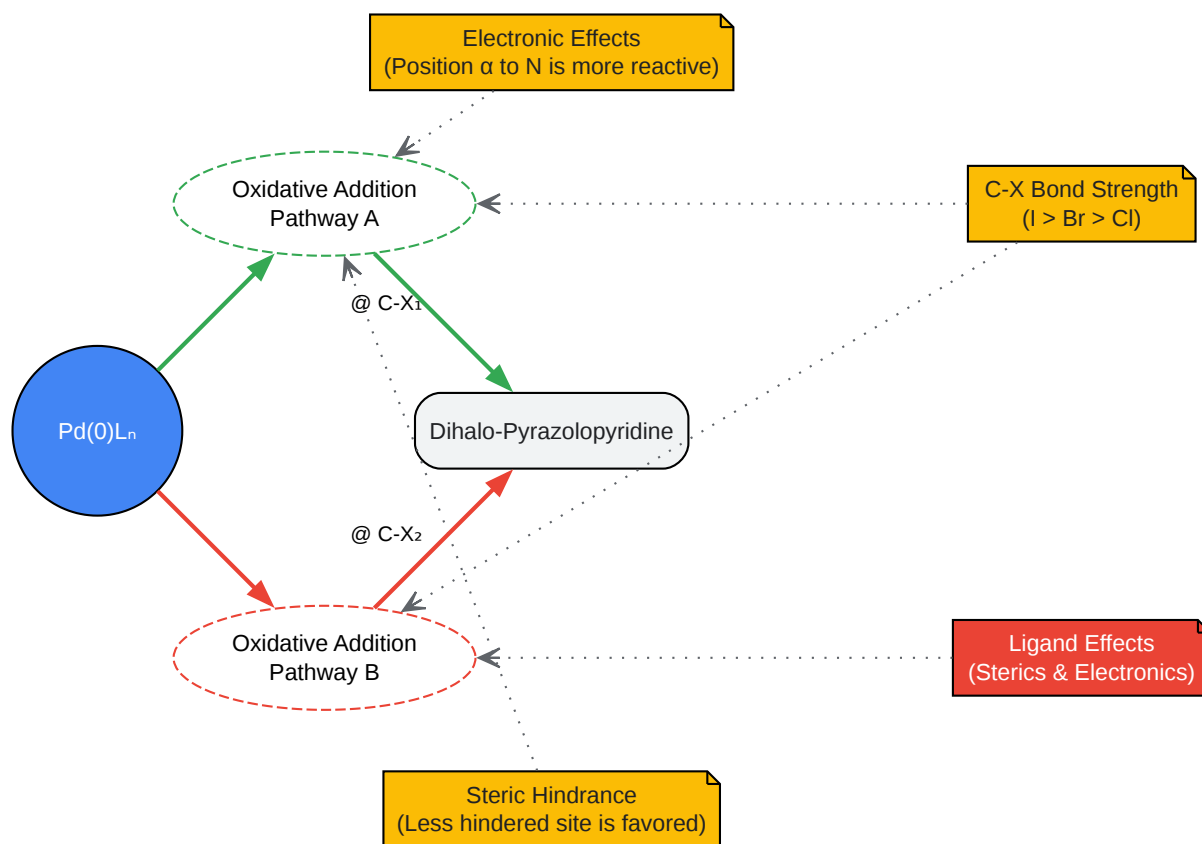 Electronic Effects
(Position α to N is more reactive)
Oxidative Addition
Pathway A
C-X Bond Strength
(I > Br > Cl)
@ C-X₁
Pd(0)Lₙ
Dihalo-Pyrazolopyridine
@ C-X₂
Oxidative Addition
Pathway B
Ligand Effects
(Sterics & Electronics)
Steric Hindrance
(Less hindered site is favored)